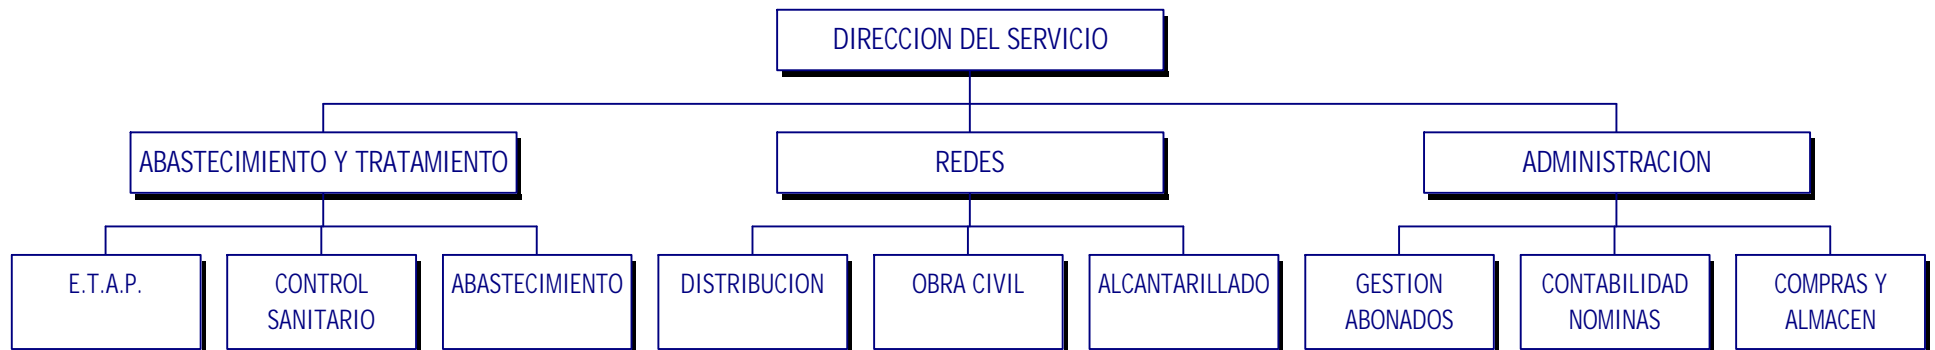 DIRECCION DEL SERVICIO
ABASTECIMIENTO Y TRATAMIENTO
REDES
ADMINISTRACION
E.T.A.P.
CONTROL
SANITARIO
ABASTECIMIENTO
DISTRIBUCION
OBRA CIVIL
ALCANTARILLADO
GESTION
ABONADOS
CONTABILIDAD
NOMINAS
COMPRAS Y
ALMACEN